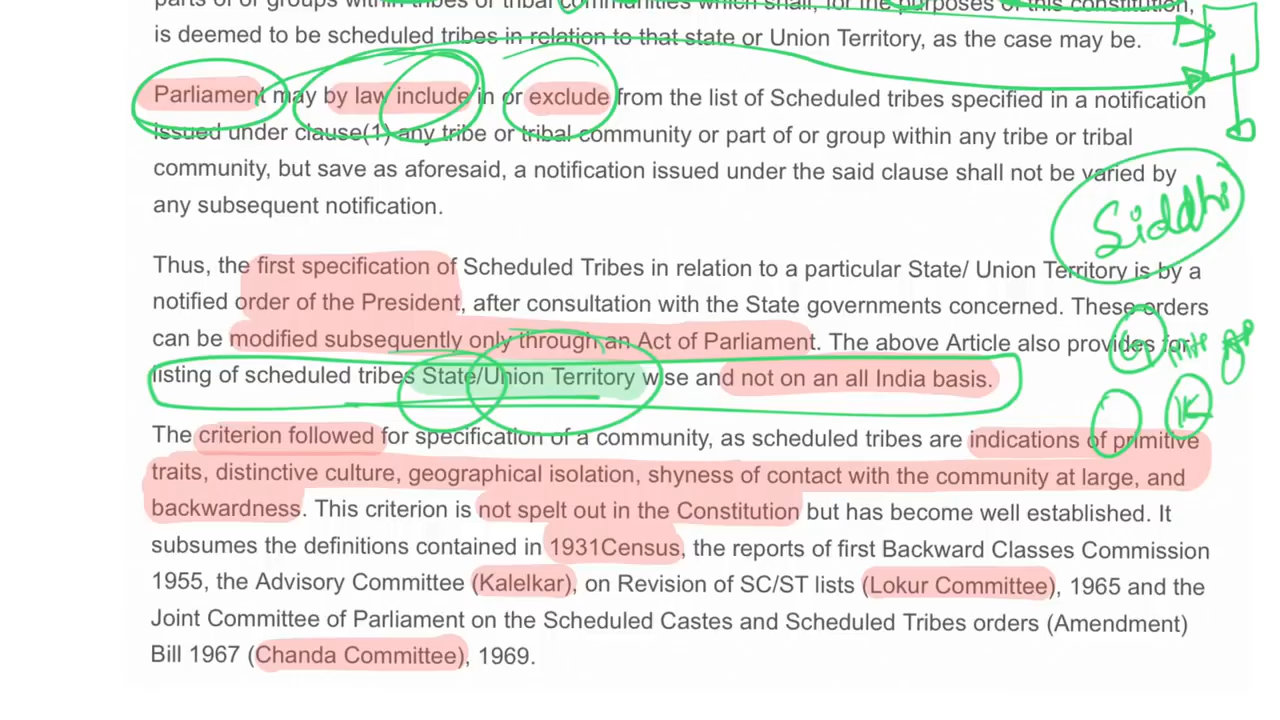 parts of or groups within tribes or tribal communities which shall, for the purposes of this constitution,
is deemed to be scheduled tribes in relation to that state or Union Territory, as the case may be.
Parliament may by law include in or exclude from the list of Scheduled tribes specified in a notification
issued under clause(1) any tribe or tribal community or part of or group within any tribe or tribal
community, but save as aforesaid, a notification issued under the said clause shall not be varied by
any subsequent notification.
Siddhi
Thus, the first specification of Scheduled Tribes in relation to a particular State/ Union Territory is by a
notified order of the President, after consultation with the State governments concerned. These orders
can be modified subsequently only through an Act of Parliament. The above Article also provides for
listing of scheduled tribes State/Union Territory wise and not on an all India basis.
K
The criterion followed for specification of a community, as scheduled tribes are indications of primitive
traits, distinctive culture, geographical isolation, shyness of contact with the community at large, and
backwardness. This criterion is not spelt out in the Constitution but has become well established. It
subsumes the definitions contained in 1931Census, the reports of first Backward Classes Commission
1955, the Advisory Committee (Kalelkar), on Revision of SC/ST lists (Lokur Committee), 1965 and the
Joint Committee of Parliament on the Scheduled Castes and Scheduled Tribes orders (Amendment)
Bill 1967 (Chanda Committee), 1969.